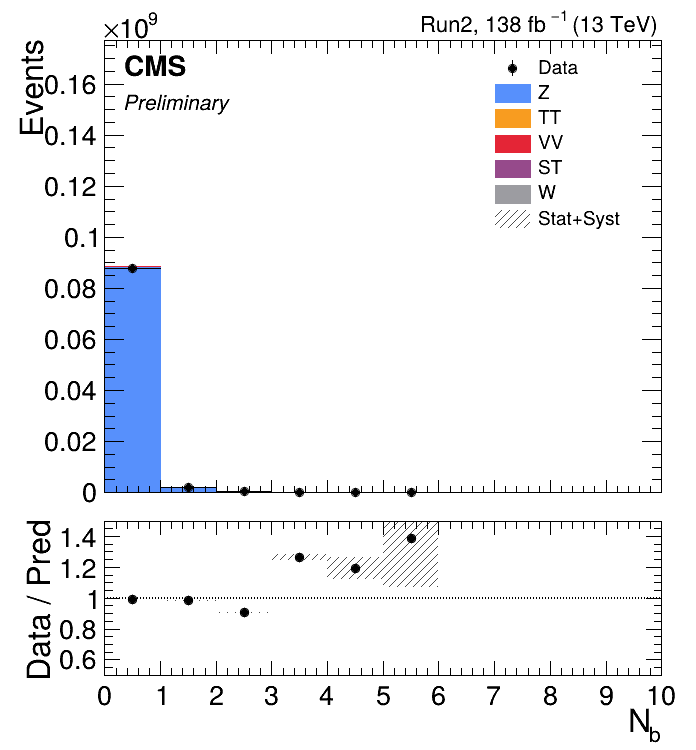 ×10⁹
Run2, 138 fb⁻¹ (13 TeV)
Events
CMS
Preliminary
Data
Z
TT
VV
ST
W
Stat+Syst
0.16
0.14
0.12
0.1
0.08
0.06
0.04
0.02
0
Data / Pred
1.4
1.2
1
0.8
0.6
0 1 2 3 4 5 6 7 8 9 10
N_b